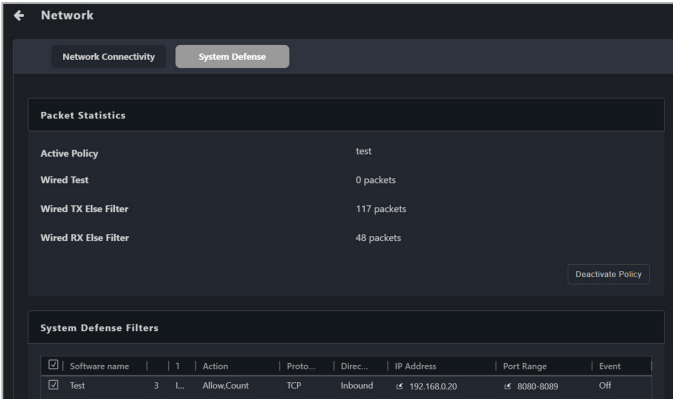 Network
Network Connectivity System Defense
Packet Statistics
Active Policy test
Wired Test 0 packets
Wired TX Else Filter 117 packets
Wired RX Else Filter 48 packets
Deactivate Policy
System Defense Filters
Software name | | 1 | Action | Proto... | Direc... | IP Address | Port Range | Event
Test 3 I... Allow,Count TCP Inbound 192.168.0.20 8080-8089 Off